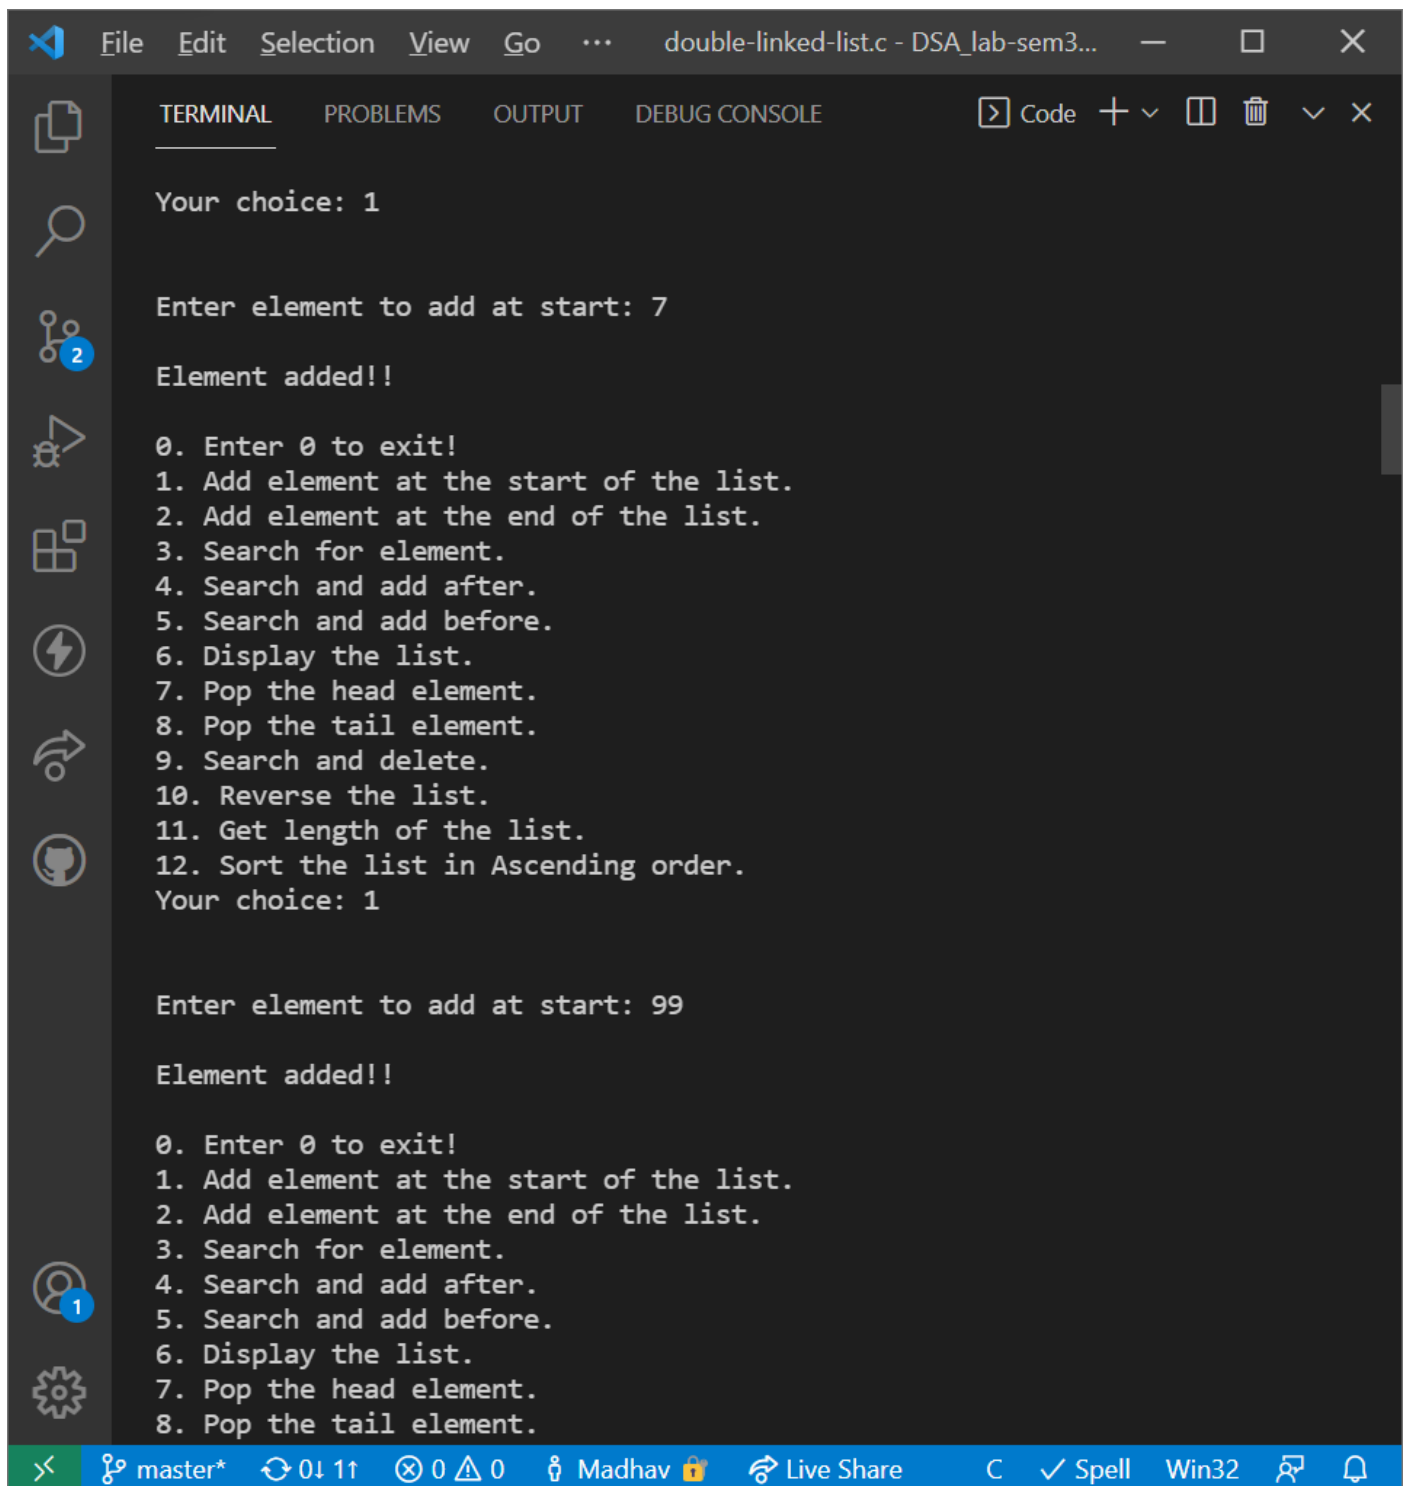 File Edit Selection View Go ··· double-linked-list.c - DSA_lab-sem3...
TERMINAL PROBLEMS OUTPUT DEBUG CONSOLE Code
Your choice: 1
Enter element to add at start: 7
2
Element added!!
0. Enter 0 to exit!
1. Add element at the start of the list.
2. Add element at the end of the list.
3. Search for element.
4. Search and add after.
5. Search and add before.
6. Display the list.
7. Pop the head element.
8. Pop the tail element.
9. Search and delete.
10. Reverse the list.
11. Get length of the list.
12. Sort the list in Ascending order.
Your choice: 1
Enter element to add at start: 99
Element added!!
0. Enter 0 to exit!
1. Add element at the start of the list.
2. Add element at the end of the list.
3. Search for element.
4. Search and add after.
1
5. Search and add before.
6. Display the list.
7. Pop the head element.
8. Pop the tail element.
master* 0↓ 1↑ 0 0 Madhav Live Share C Spell Win32